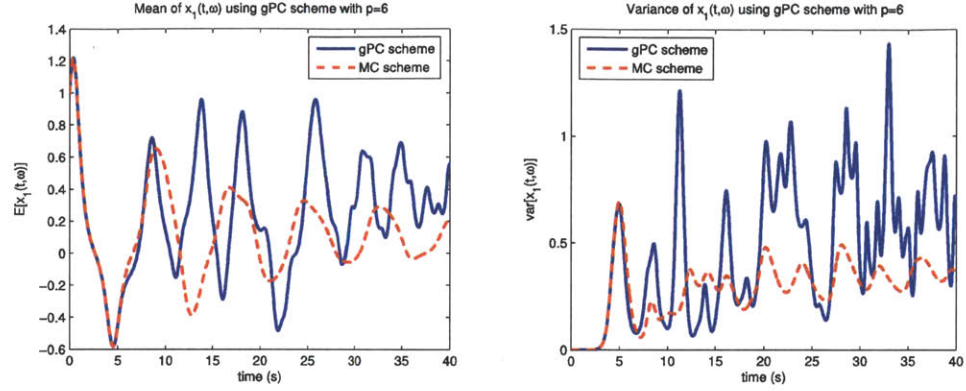 Mean of x₁(t,ω) using gPC scheme with p=6
1.4
1.2
1
0.8
0.6
0.4
0.2
0
−0.2
−0.4
−0.6
E[x₁(t,ω)]
gPC scheme
MC scheme
0 5 10 15 20 25 30 35 40
time (s)
Variance of x₁(t,ω) using gPC scheme with p=6
1.5
1
0.5
0
var[x₁(t,ω)]
gPC scheme
MC scheme
0 5 10 15 20 25 30 35 40
time (s)